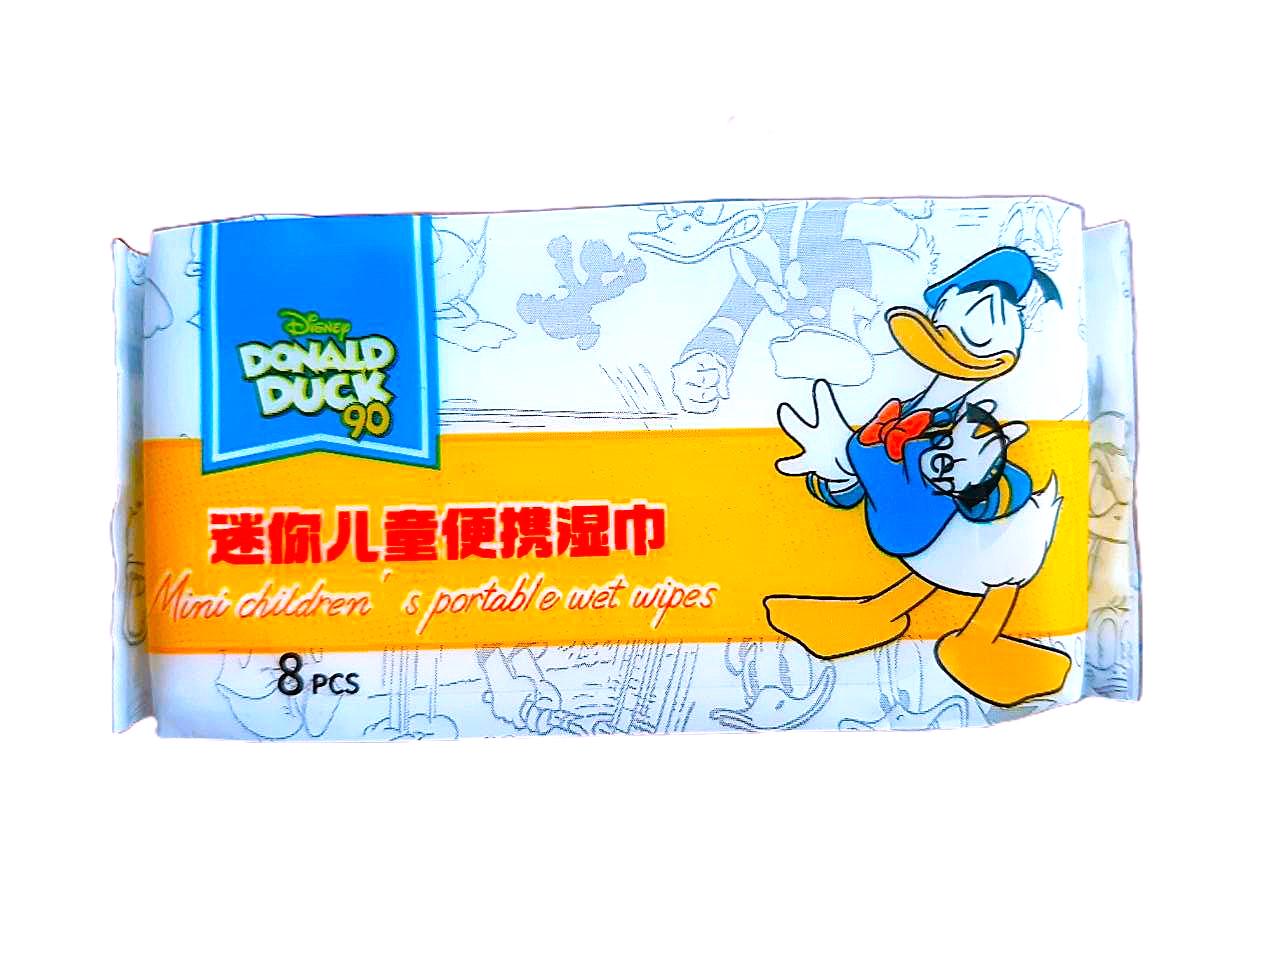 Disney
DONALD
DUCK
90
迷你儿童便携湿巾
Mini children's portable wet wipes
8 PCS